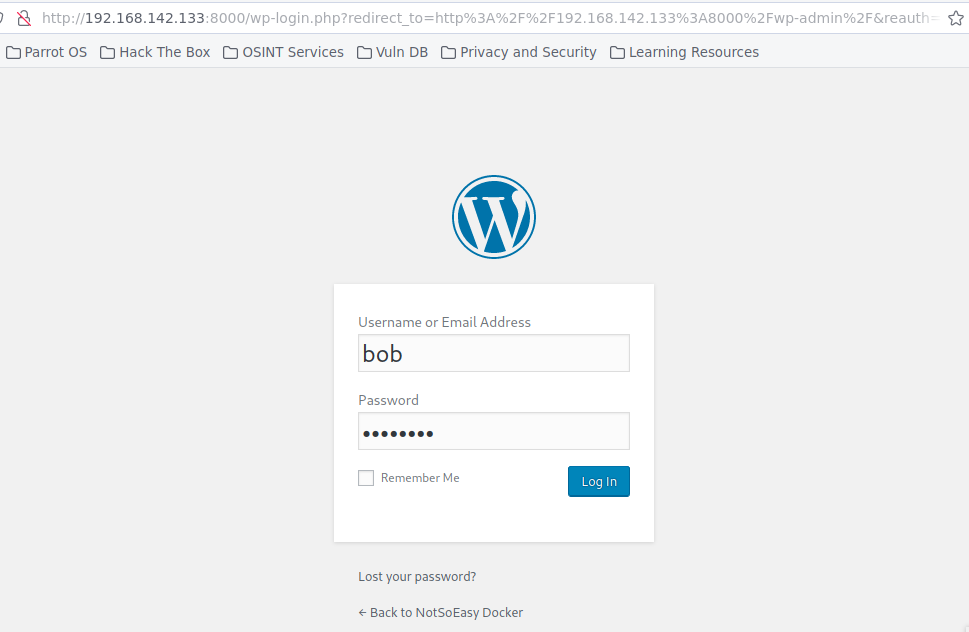 http://192.168.142.133:8000/wp-login.php?redirect_to=http%3A%2F%2F192.168.142.133%3A8000%2Fwp-admin%2F&reauth=
Parrot OS Hack The Box OSINT Services Vuln DB Privacy and Security Learning Resources
Username or Email Address
bob
Password
••••••••
Remember Me Log In
Lost your password?
← Back to NotSoEasy Docker